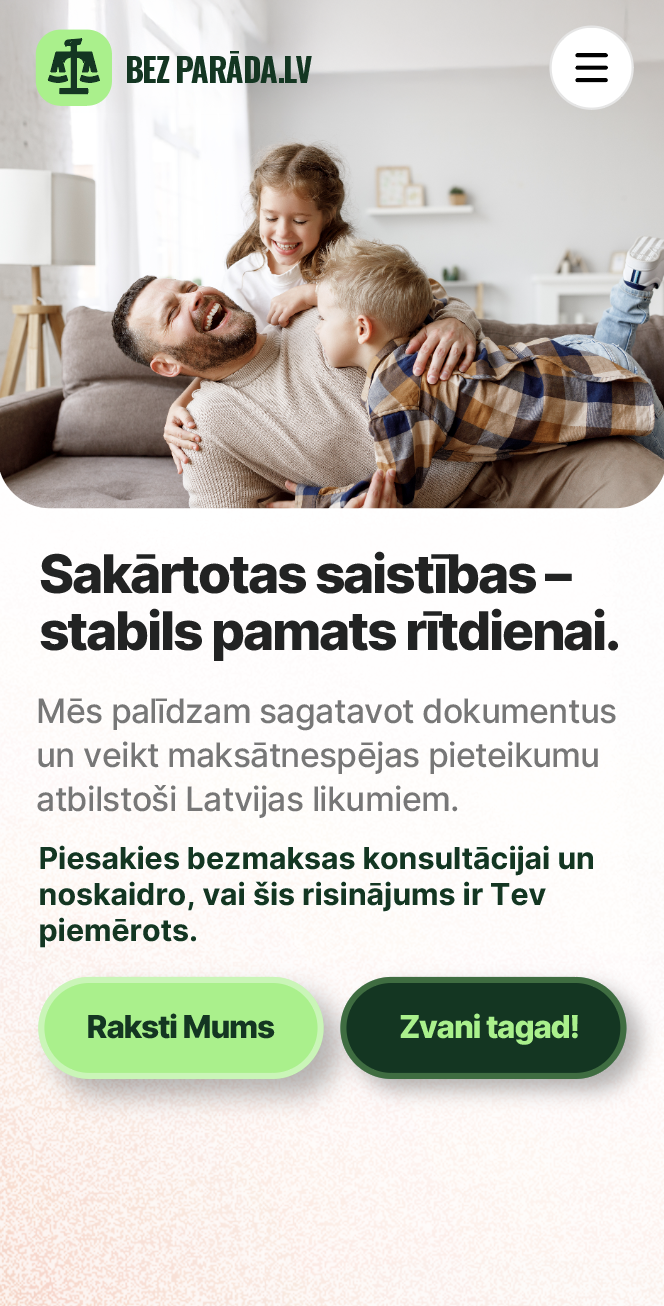 BEZ PARĀDA.LV
Sakārtotas saistības –
stabils pamats rītdienai.
Mēs palīdzam sagatavot dokumentus
un veikt maksātnespējas pieteikumu
atbilstoši Latvijas likumiem.
Piesakies bezmaksas konsultācijai un
noskaidro, vai šis risinājums ir Tev
piemērots.
Raksti Mums
Zvani tagad!